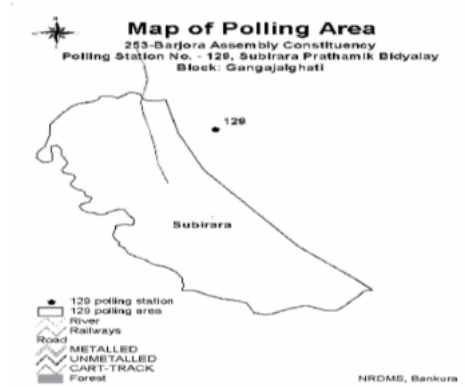 Map of Polling Area
253-Barjora Assembly Constituency
Polling Station No. - 129, Subirara Prathamik Bidyalay
Block: Gangajalghati
129
Subirara
129 polling station
129 polling area
River
Railways
Road
METALLED
UNMETALLED
CART-TRACK
Forest
NRDMS, Bankura